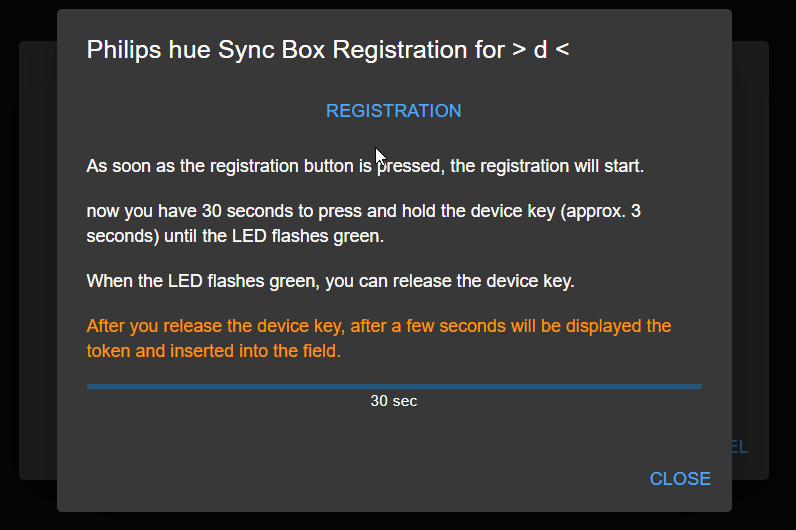 Philips hue Sync Box Registration for > d <
REGISTRATION
As soon as the registration button is pressed, the registration will start.
now you have 30 seconds to press and hold the device key (approx. 3
seconds) until the LED flashes green.
When the LED flashes green, you can release the device key.
After you release the device key, after a few seconds will be displayed the
token and inserted into the field.
30 sec
EL
CLOSE